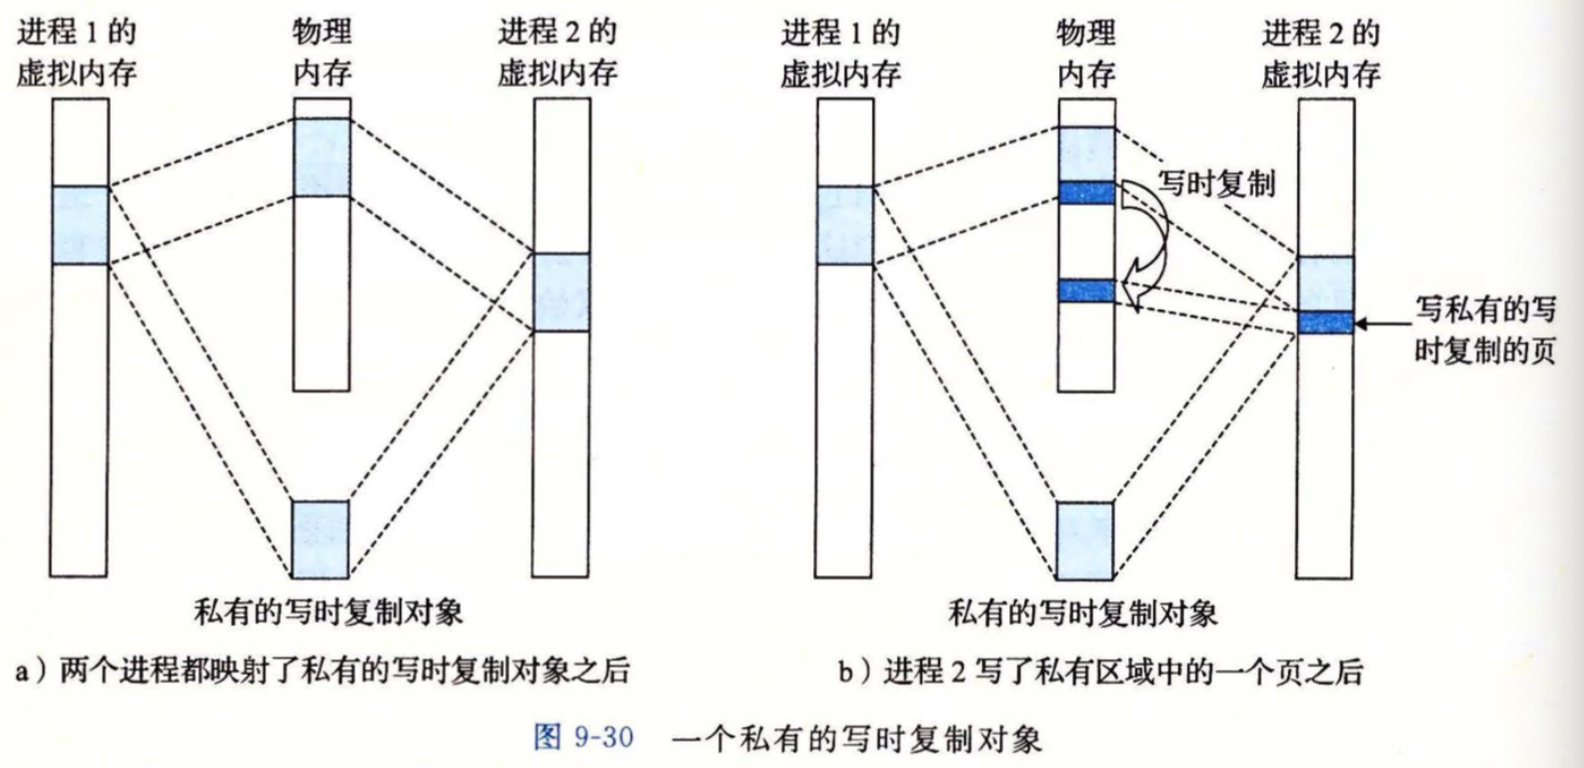 进程 1 的
虚拟内存
物理
内存
进程 2 的
虚拟内存
私有的写时复制对象
a）两个进程都映射了私有的写时复制对象之后
进程 1 的
虚拟内存
物理
内存
进程 2 的
虚拟内存
写时复制
写私有的写
时复制的页
私有的写时复制对象
b）进程 2 写了私有区域中的一个页之后
图 9-30 一个私有的写时复制对象